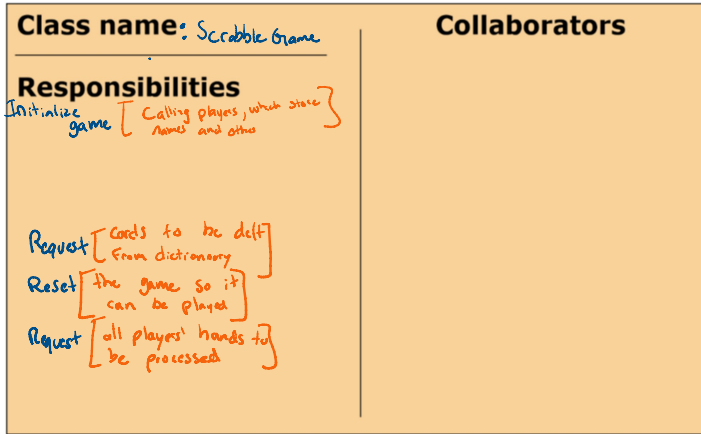 Class name: Scrabble Game
Collaborators
Responsibilities
Initialize game [Calling players, which store
names and other]
Request [cards to be delt
From dictionary]
Reset [the game so it
can be played]
Request [all players' hands to
be processed]